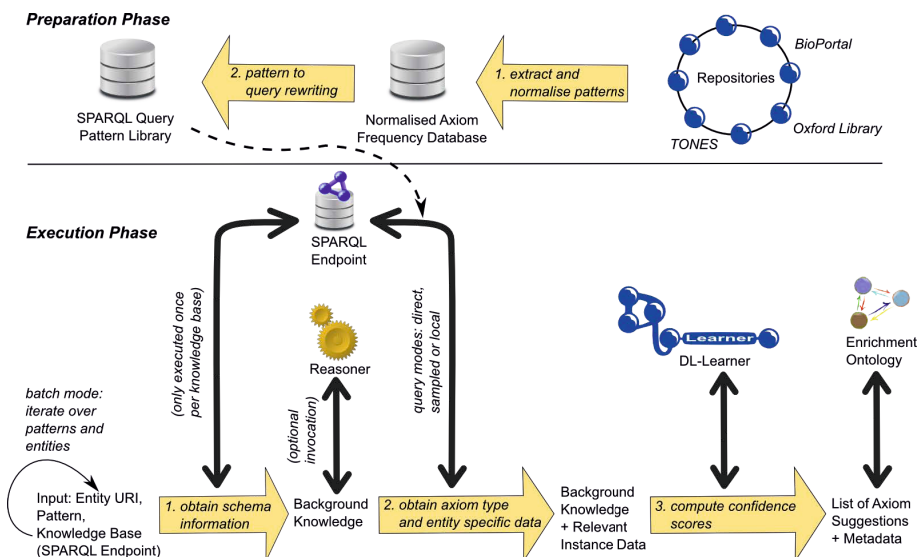 Preparation Phase
BioPortal
2. pattern to
query rewriting
1. extract and
normalise patterns
Repositories
SPARQL Query
Pattern Library
Normalised Axiom
Frequency Database
Oxford Library
TONES
Execution Phase
SPARQL
Endpoint
(only executed once
per knowledge base)
query modes: direct,
sampled or local
Reasoner
(optional
invocation)
Learner
DL-Learner
Enrichment
Ontology
batch mode:
iterate over
patterns and
entities
Input: Entity URI,
Pattern,
Knowledge Base
(SPARQL Endpoint)
1. obtain schema
information
Background
Knowledge
2. obtain axiom type
and entity specific data
Background
Knowledge
+ Relevant
Instance Data
3. compute confidence
scores
List of Axiom
Suggestions
+ Metadata